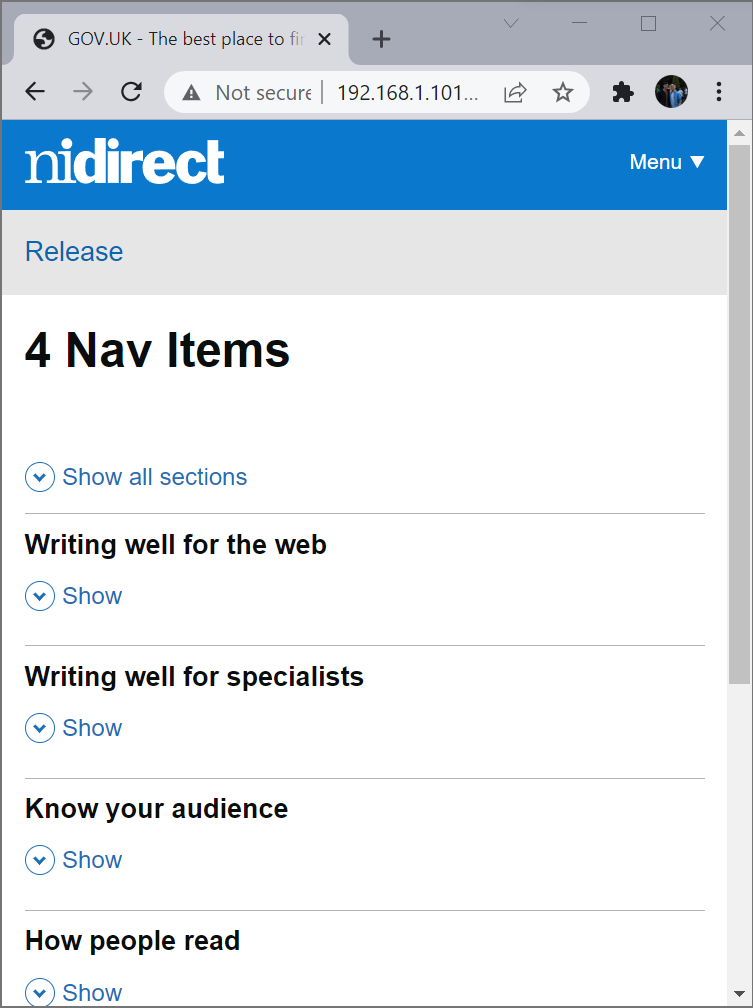 GOV.UK - The best place to fi
Not secure
192.168.1.101...
nidirect
Menu
Release
4 Nav Items
Show all sections
Writing well for the web
Show
Writing well for specialists
Show
Know your audience
Show
How people read
Show